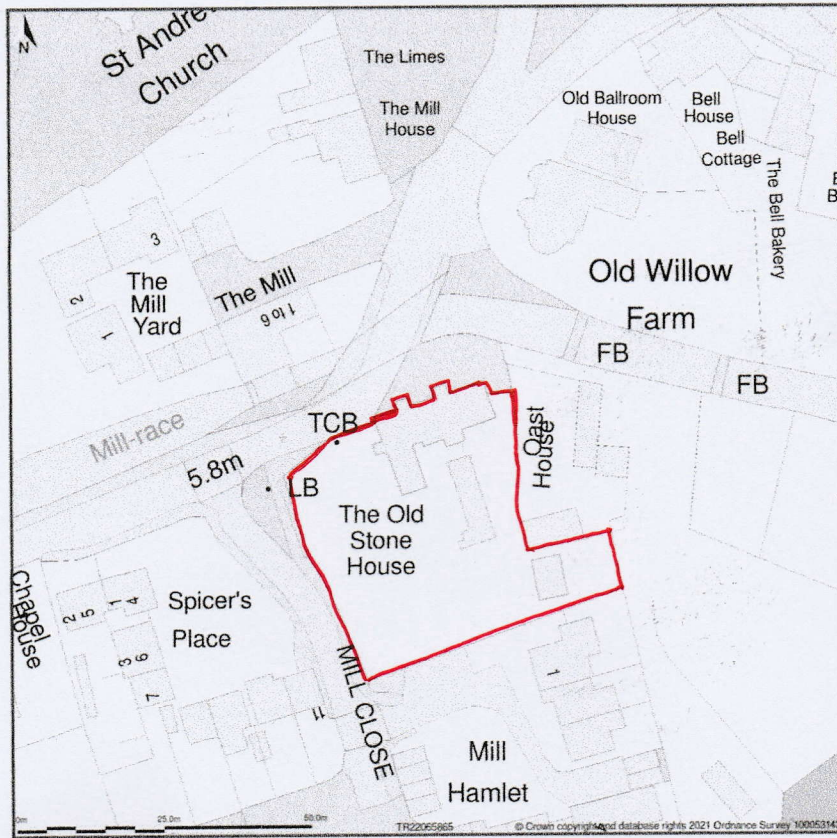 N
St Andre
Church
The Limes
The Mill
House
Old Ballroom
House
Bell
House
Bell
Cottage
The Bell Bakery
3
The
Mill
Yard
2
1
The Mill
1 to 6
Old Willow
Farm
FB
FB
Mill-race
TCB
5.8m
LB
Oast
House
The Old
Stone
House
Chapel
House
2
5
1
4
3
6
7
Spicer's
Place
11
MILL CLOSE
1
Mill
Hamlet
0m
25.0m
50.0m
© Crown copyright and database rights 2021 Ordnance Survey